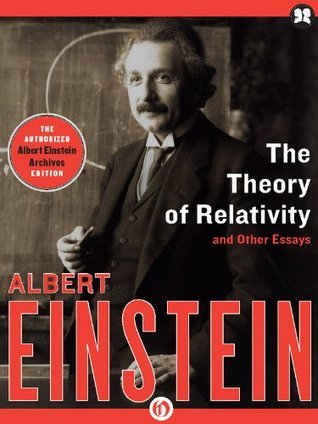 THE
AUTHORIZED
Albert Einstein
Archives
EDITION
The
Theory
of Relativity
and Other Essays
ALBERT
EINSTEIN